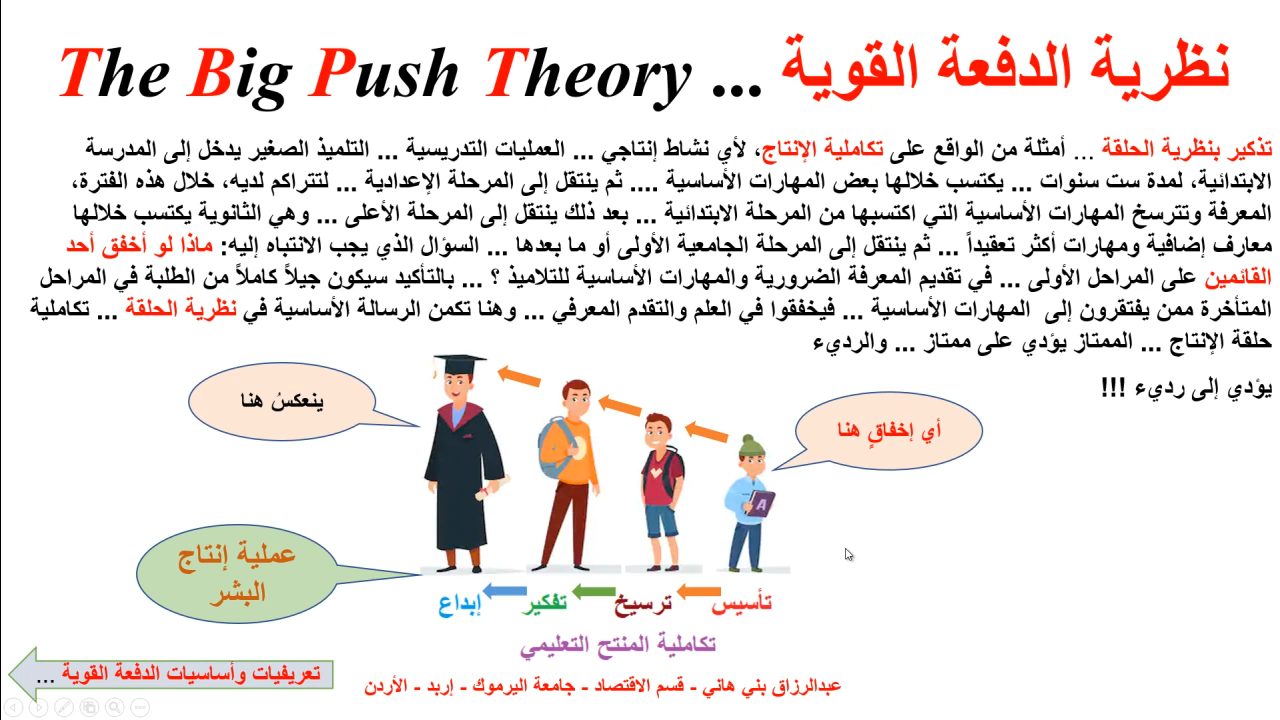 نظرية الدفعة القوية ... The Big Push Theory
تذكير بنظرية الحلقة ... أمثلة من الواقع على تكاملية الإنتاج، لأي نشاط إنتاجي ... العمليات التدريسية ... التلميذ الصغير يدخل إلى المدرسة
الابتدائية، لمدة ست سنوات ... يكتسب خلالها بعض المهارات الأساسية .... ثم ينتقل إلى المرحلة الإعدادية ... لتتراكم لديه، خلال هذه الفترة،
المعرفة وتترسخ المهارات الأساسية التي اكتسبها من المرحلة الابتدائية ... بعد ذلك ينتقل إلى المرحلة الأعلى ... وهي الثانوية يكتسب خلالها
معارف إضافية ومهارات أكثر تعقيداً ... ثم ينتقل إلى المرحلة الجامعية الأولى أو ما بعدها ... السؤال الذي يجب الانتباه إليه: ماذا لو أخفق أحد
القائمين على المراحل الأولى ... في تقديم المعرفة الضرورية والمهارات الأساسية للتلاميذ ؟ ... بالتأكيد سيكون جيلاً كاملاً من الطلبة في المراحل
المتأخرة ممن يفتقرون إلى المهارات الأساسية ... فيخفقوا في العلم والتقدم المعرفي ... وهنا تكمن الرسالة الأساسية في نظرية الحلقة ... تكاملية
حلقة الإنتاج ... الممتاز يؤدي على ممتاز ... والرديء
يؤدي إلى رديء !!!
أي إخفاقٍ هنا
ينعكسُ هنا
A
عملية إنتاج
البشر
تأسيس ترسيخ تفكير إبداع
تكاملية المنتح التعليمي
عبدالرزاق بني هاني - قسم الاقتصاد - جامعة اليرموك - إربد - الأردن
تعريفيات وأساسيات الدفعة القوية ...